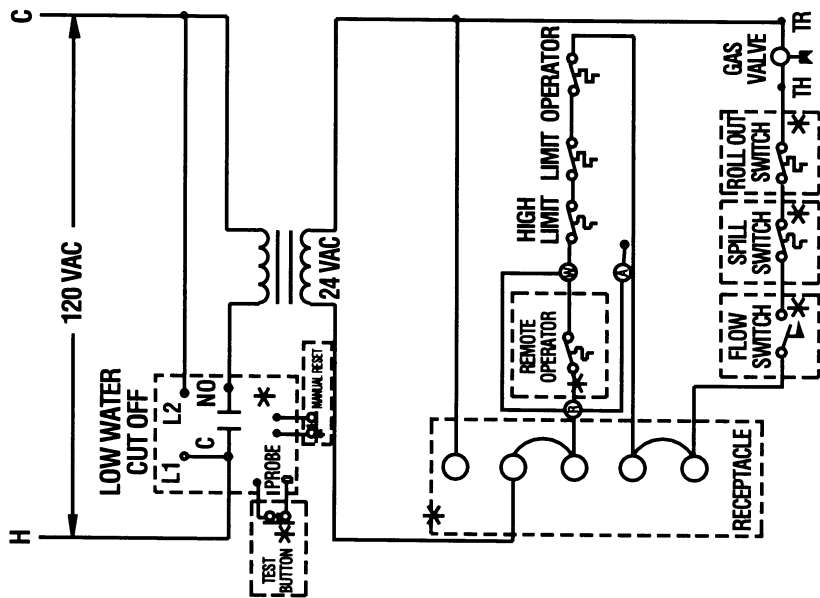 H
C
120 VAC
LOW WATER
CUT OFF
L1
L2
C
NO
PROBE
TEST
BUTTON
MANUAL RESET
24 VAC
RECEPTACLE
REMOTE
OPERATOR
R
W
A
HIGH
LIMIT
LIMIT
OPERATOR
FLOW
SWITCH
SPILL
SWITCH
ROLL OUT
SWITCH
TH
GAS
VALVE
TR